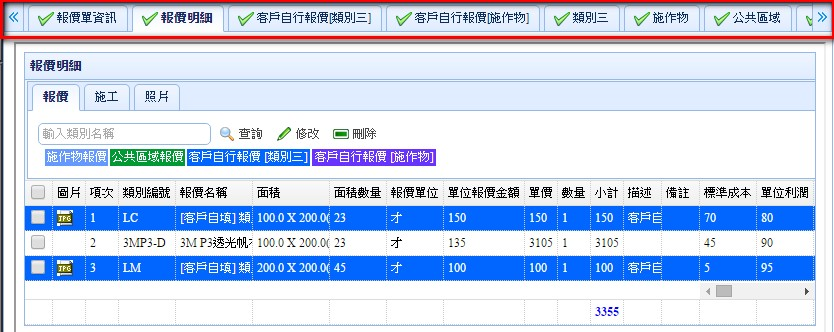 « 報價單資訊 報價明細 客戶自行報價[類別三] 客戶自行報價[施作物] 類別三 施作物 公共區域 »
報價明細
報價 施工 照片
輸入類別名稱 查詢 修改 刪除
施作物報價 公共區域報價 客戶自行報價 [類別三] 客戶自行報價 [施作物]
圖片 項次 類別編號 報價名稱 面積 面積數量 報價單位 單位報價金額 單價 數量 小計 描述 備註 標準成本 單位利潤
JPG 1 LC [客戶自填] 類 100.0 X 200.0( 23 才 150 150 1 150 客戶自 70 80
2 3MP3-D 3M P3透光帆布 100.0 X 200.0( 23 才 135 3105 1 3105 45 90
JPG 3 LM [客戶自填] 類 200.0 X 200.0( 45 才 100 100 1 100 客戶自 5 95
3355